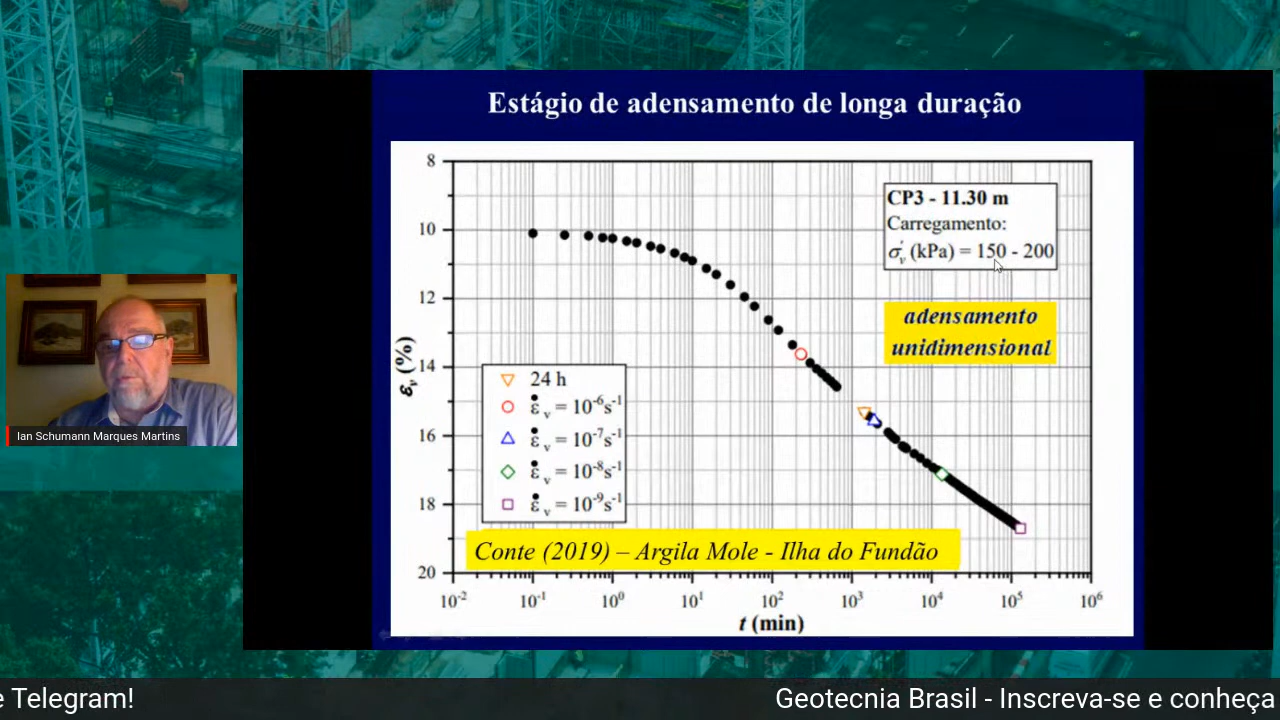 Estágio de adensamento de longa duração
8
10
12
14
16
18
20
εv (%)
CP3 - 11.30 m
Carregamento:
σ'v (kPa) = 150 - 200
adensamento
unidimensional
24 h
ε̇ v = 10⁻⁶s⁻¹
ε̇ v = 10⁻⁷s⁻¹
ε̇ v = 10⁻⁸s⁻¹
ε̇ v = 10⁻⁹s⁻¹
Conte (2019) – Argila Mole - Ilha do Fundão
10⁻² 10⁻¹ 10⁰ 10¹ 10² 10³ 10⁴ 10⁵ 10⁶
t (min)
Ian Schumann Marques Martins
e Telegram! Geotecnia Brasil - Inscreva-se e conheça